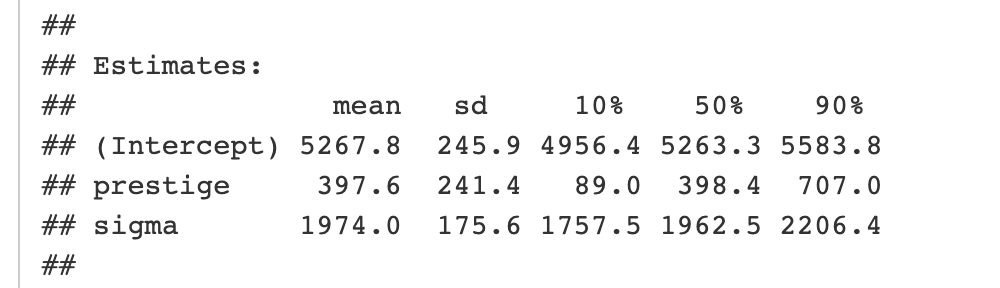 ##
## Estimates:
##               mean   sd     10%    50%    90%
## (Intercept) 5267.8  245.9 4956.4 5263.3 5583.8
## prestige     397.6  241.4   89.0  398.4  707.0
## sigma       1974.0  175.6 1757.5 1962.5 2206.4
##